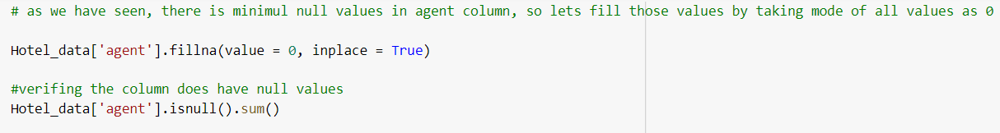 # as we have seen, there is minimul null values in agent column, so lets fill those values by taking mode of all values as 0
Hotel_data['agent'].fillna(value = 0, inplace = True)
#verifing the column does have null values
Hotel_data['agent'].isnull().sum()